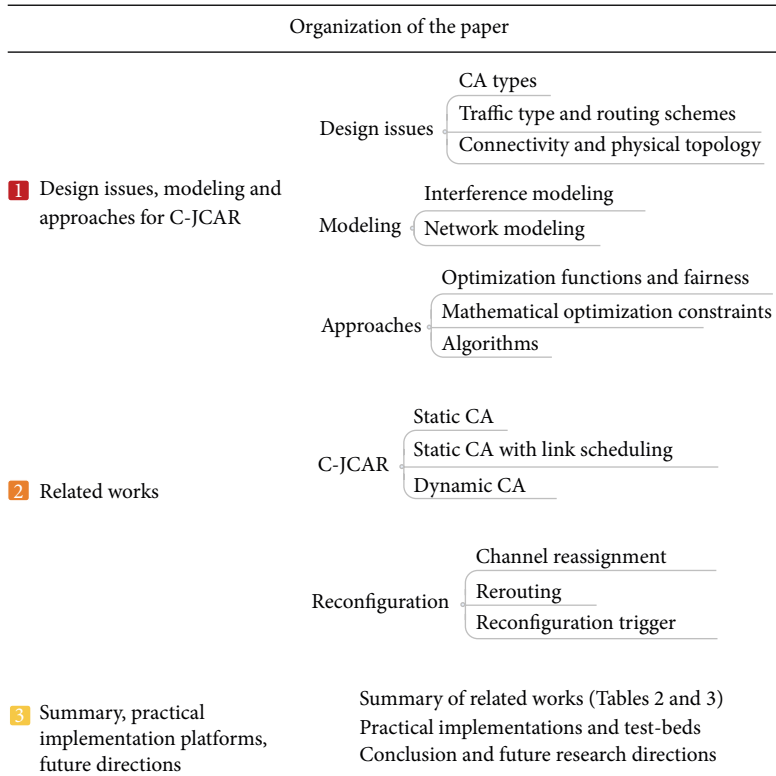 Organization of the paper
1 Design issues, modeling and
approaches for C-JCAR
Design issues
CA types
Traffic type and routing schemes
Connectivity and physical topology
Modeling
Interference modeling
Network modeling
Approaches
Optimization functions and fairness
Mathematical optimization constraints
Algorithms
2 Related works
C-JCAR
Static CA
Static CA with link scheduling
Dynamic CA
Reconfiguration
Channel reassignment
Rerouting
Reconfiguration trigger
3 Summary, practical
implementation platforms,
future directions
Summary of related works (Tables 2 and 3)
Practical implementations and test-beds
Conclusion and future research directions